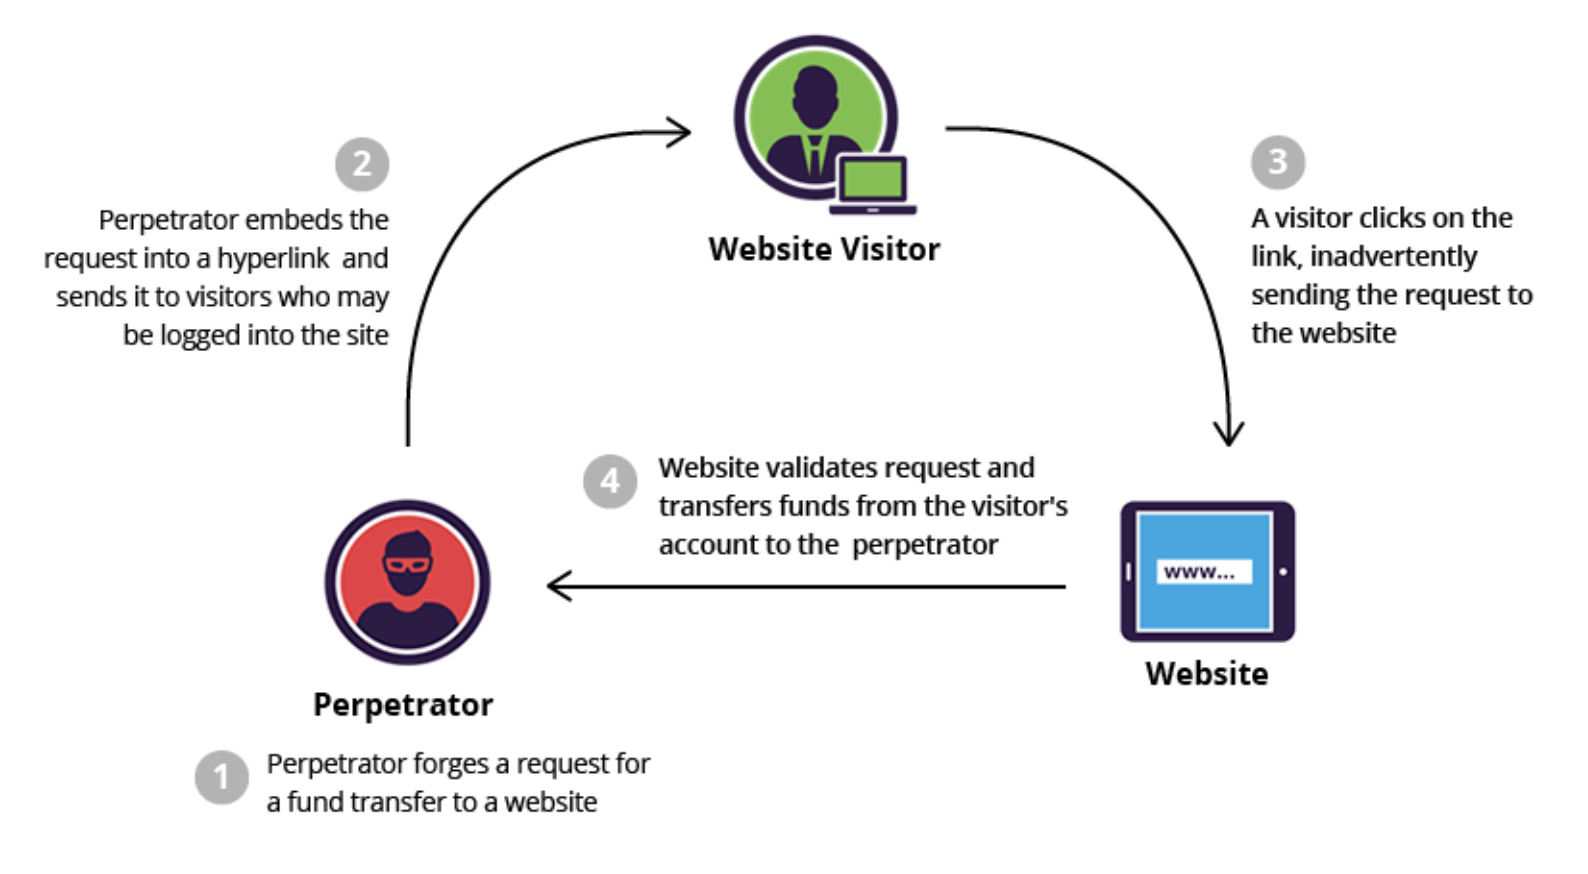 2
Perpetrator embeds the
request into a hyperlink  and
sends it to visitors who may
be logged into the site
Website Visitor
3
A visitor clicks on the
link, inadvertently
sending the request to
the website
4
Website validates request and
transfers funds from the visitor's
account to the  perpetrator
www...
Website
Perpetrator
1
Perpetrator forges a request for
a fund transfer to a website